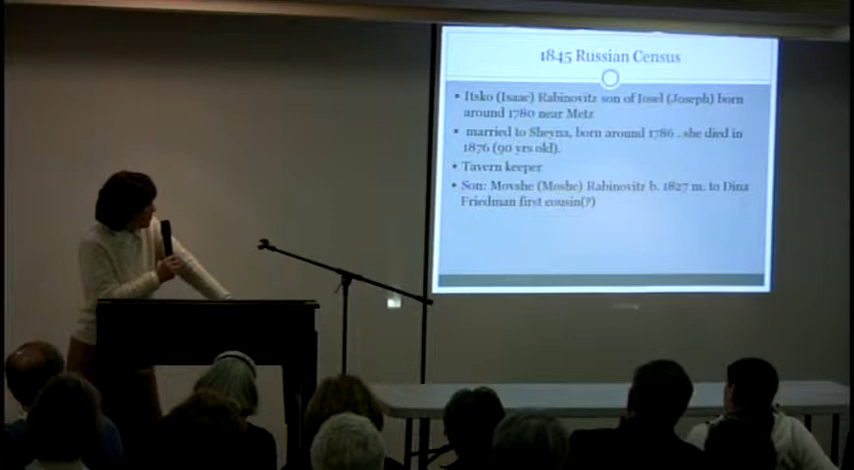 1845 Russian Census
• Itsko (Isaac) Rabinovitz son of Iosel (Joseph) born
around 1780 near Metz
• married to Sheyna, born around 1786 . she died in
1876 (90 yrs old).
• Tavern keeper
• Son: Movshe (Moshe) Rabinovitz b. 1827 m. to Dina
Friedman first cousin(?)